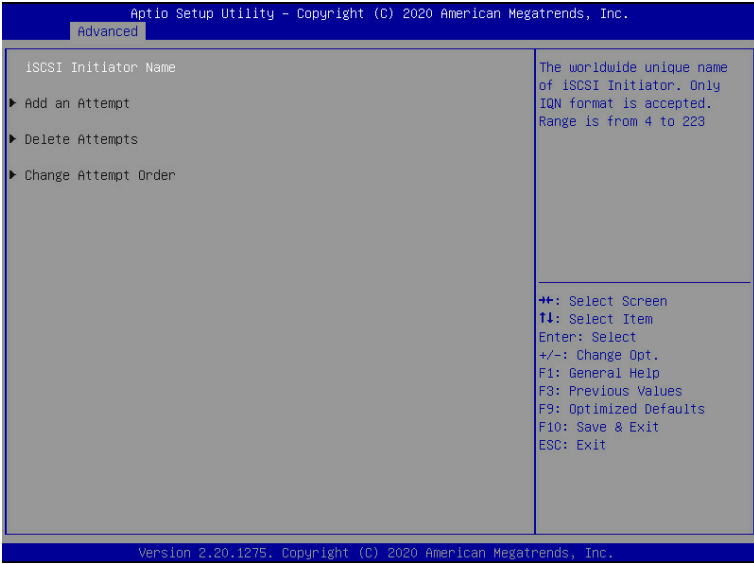 Aptio Setup Utility – Copyright (C) 2020 American Megatrends, Inc.
Advanced
iSCSI Initiator Name
▶ Add an Attempt
▶ Delete Attempts
▶ Change Attempt Order
The worldwide unique name
of iSCSI Initiator. Only
IQN format is accepted.
Range is from 4 to 223
→←: Select Screen
↑↓: Select Item
Enter: Select
+/-: Change Opt.
F1: General Help
F3: Previous Values
F9: Optimized Defaults
F10: Save & Exit
ESC: Exit
Version 2.20.1275. Copyright (C) 2020 American Megatrends, Inc.